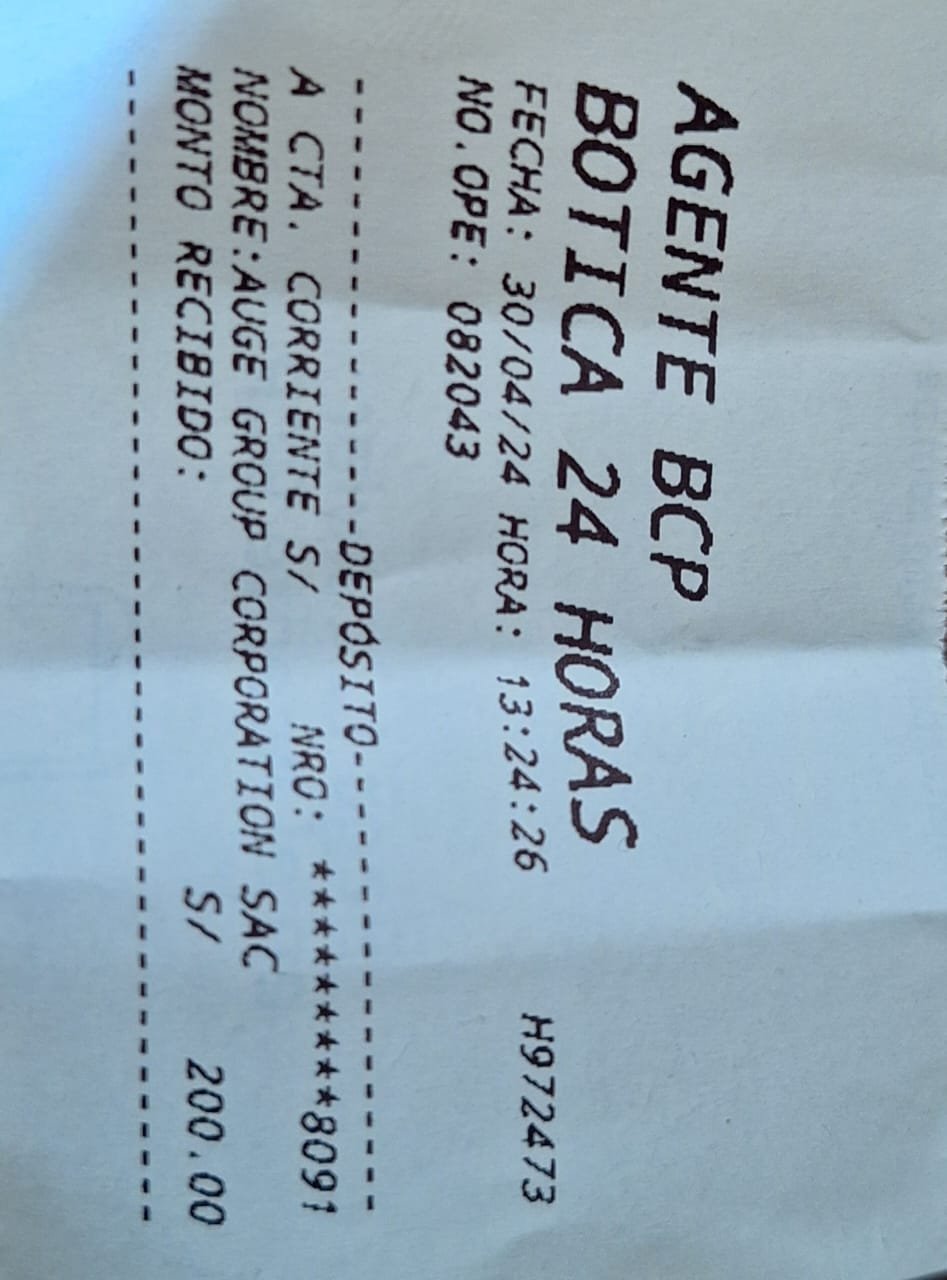 AGENTE BCP
BOTICA 24 HORAS
FECHA: 30/04/24 HORA: 13:24:26 H972473
NO.OPE: 082043
------------------DEPÓSITO------------------
A CTA. CORRIENTE S/ NRO: *********8091
NOMBRE:AUGE GROUP CORPORATION SAC
MONTO RECIBIDO: S/ 200.00
--------------------------------------------